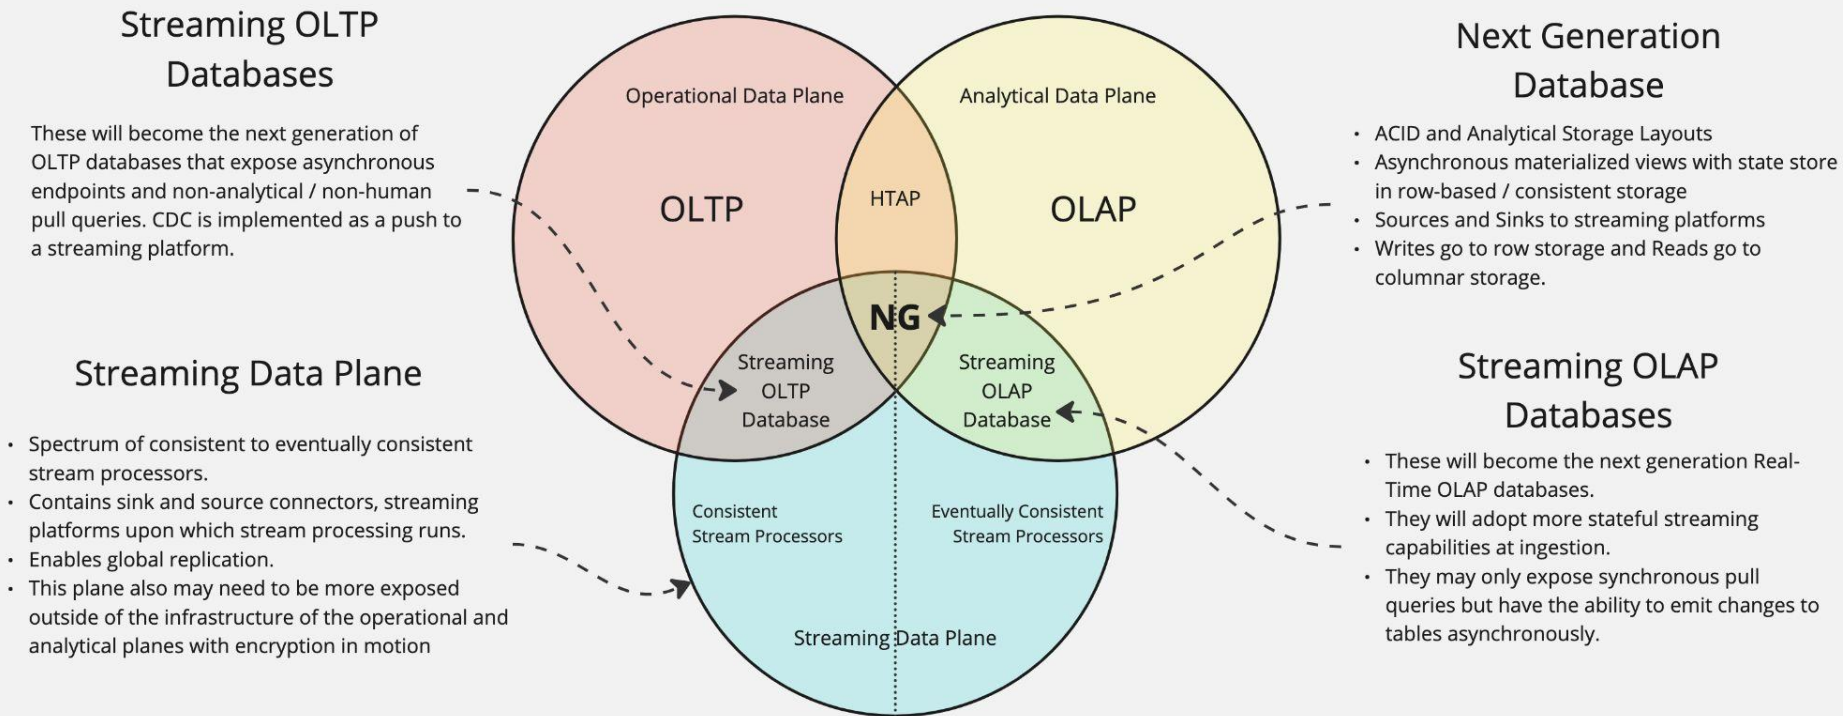 Streaming OLTP
Databases
These will become the next generation of
OLTP databases that expose asynchronous
endpoints and non-analytical / non-human
pull queries. CDC is implemented as a push to
a streaming platform.
Streaming Data Plane
• Spectrum of consistent to eventually consistent
stream processors.
• Contains sink and source connectors, streaming
platforms upon which stream processing runs.
• Enables global replication.
• This plane also may need to be more exposed
outside of the infrastructure of the operational and
analytical planes with encryption in motion
Operational Data Plane
OLTP
HTAP
Analytical Data Plane
OLAP
NG
Streaming
OLTP
Database
Streaming
OLAP
Database
Consistent
Stream Processors
Eventually Consistent
Stream Processors
Streaming Data Plane
Next Generation
Database
• ACID and Analytical Storage Layouts
• Asynchronous materialized views with state store
in row-based / consistent storage
• Sources and Sinks to streaming platforms
• Writes go to row storage and Reads go to
columnar storage.
Streaming OLAP
Databases
• These will become the next generation Real-
Time OLAP databases.
• They will adopt more stateful streaming
capabilities at ingestion.
• They may only expose synchronous pull
queries but have the ability to emit changes to
tables asynchronously.